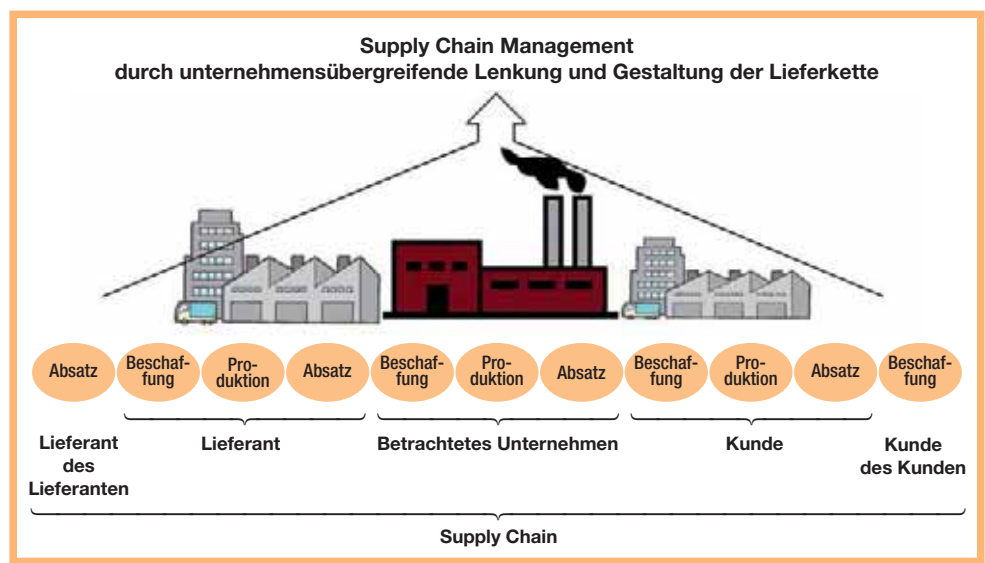 Supply Chain Management
durch unternehmensübergreifende Lenkung und Gestaltung der Lieferkette
Absatz
Beschaf-
fung
Pro-
duktion
Absatz
Beschaf-
fung
Pro-
duktion
Absatz
Beschaf-
fung
Pro-
duktion
Absatz
Beschaf-
fung
Lieferant
des
Lieferanten
Lieferant
Betrachtetes Unternehmen
Kunde
Kunde
des Kunden
Supply Chain